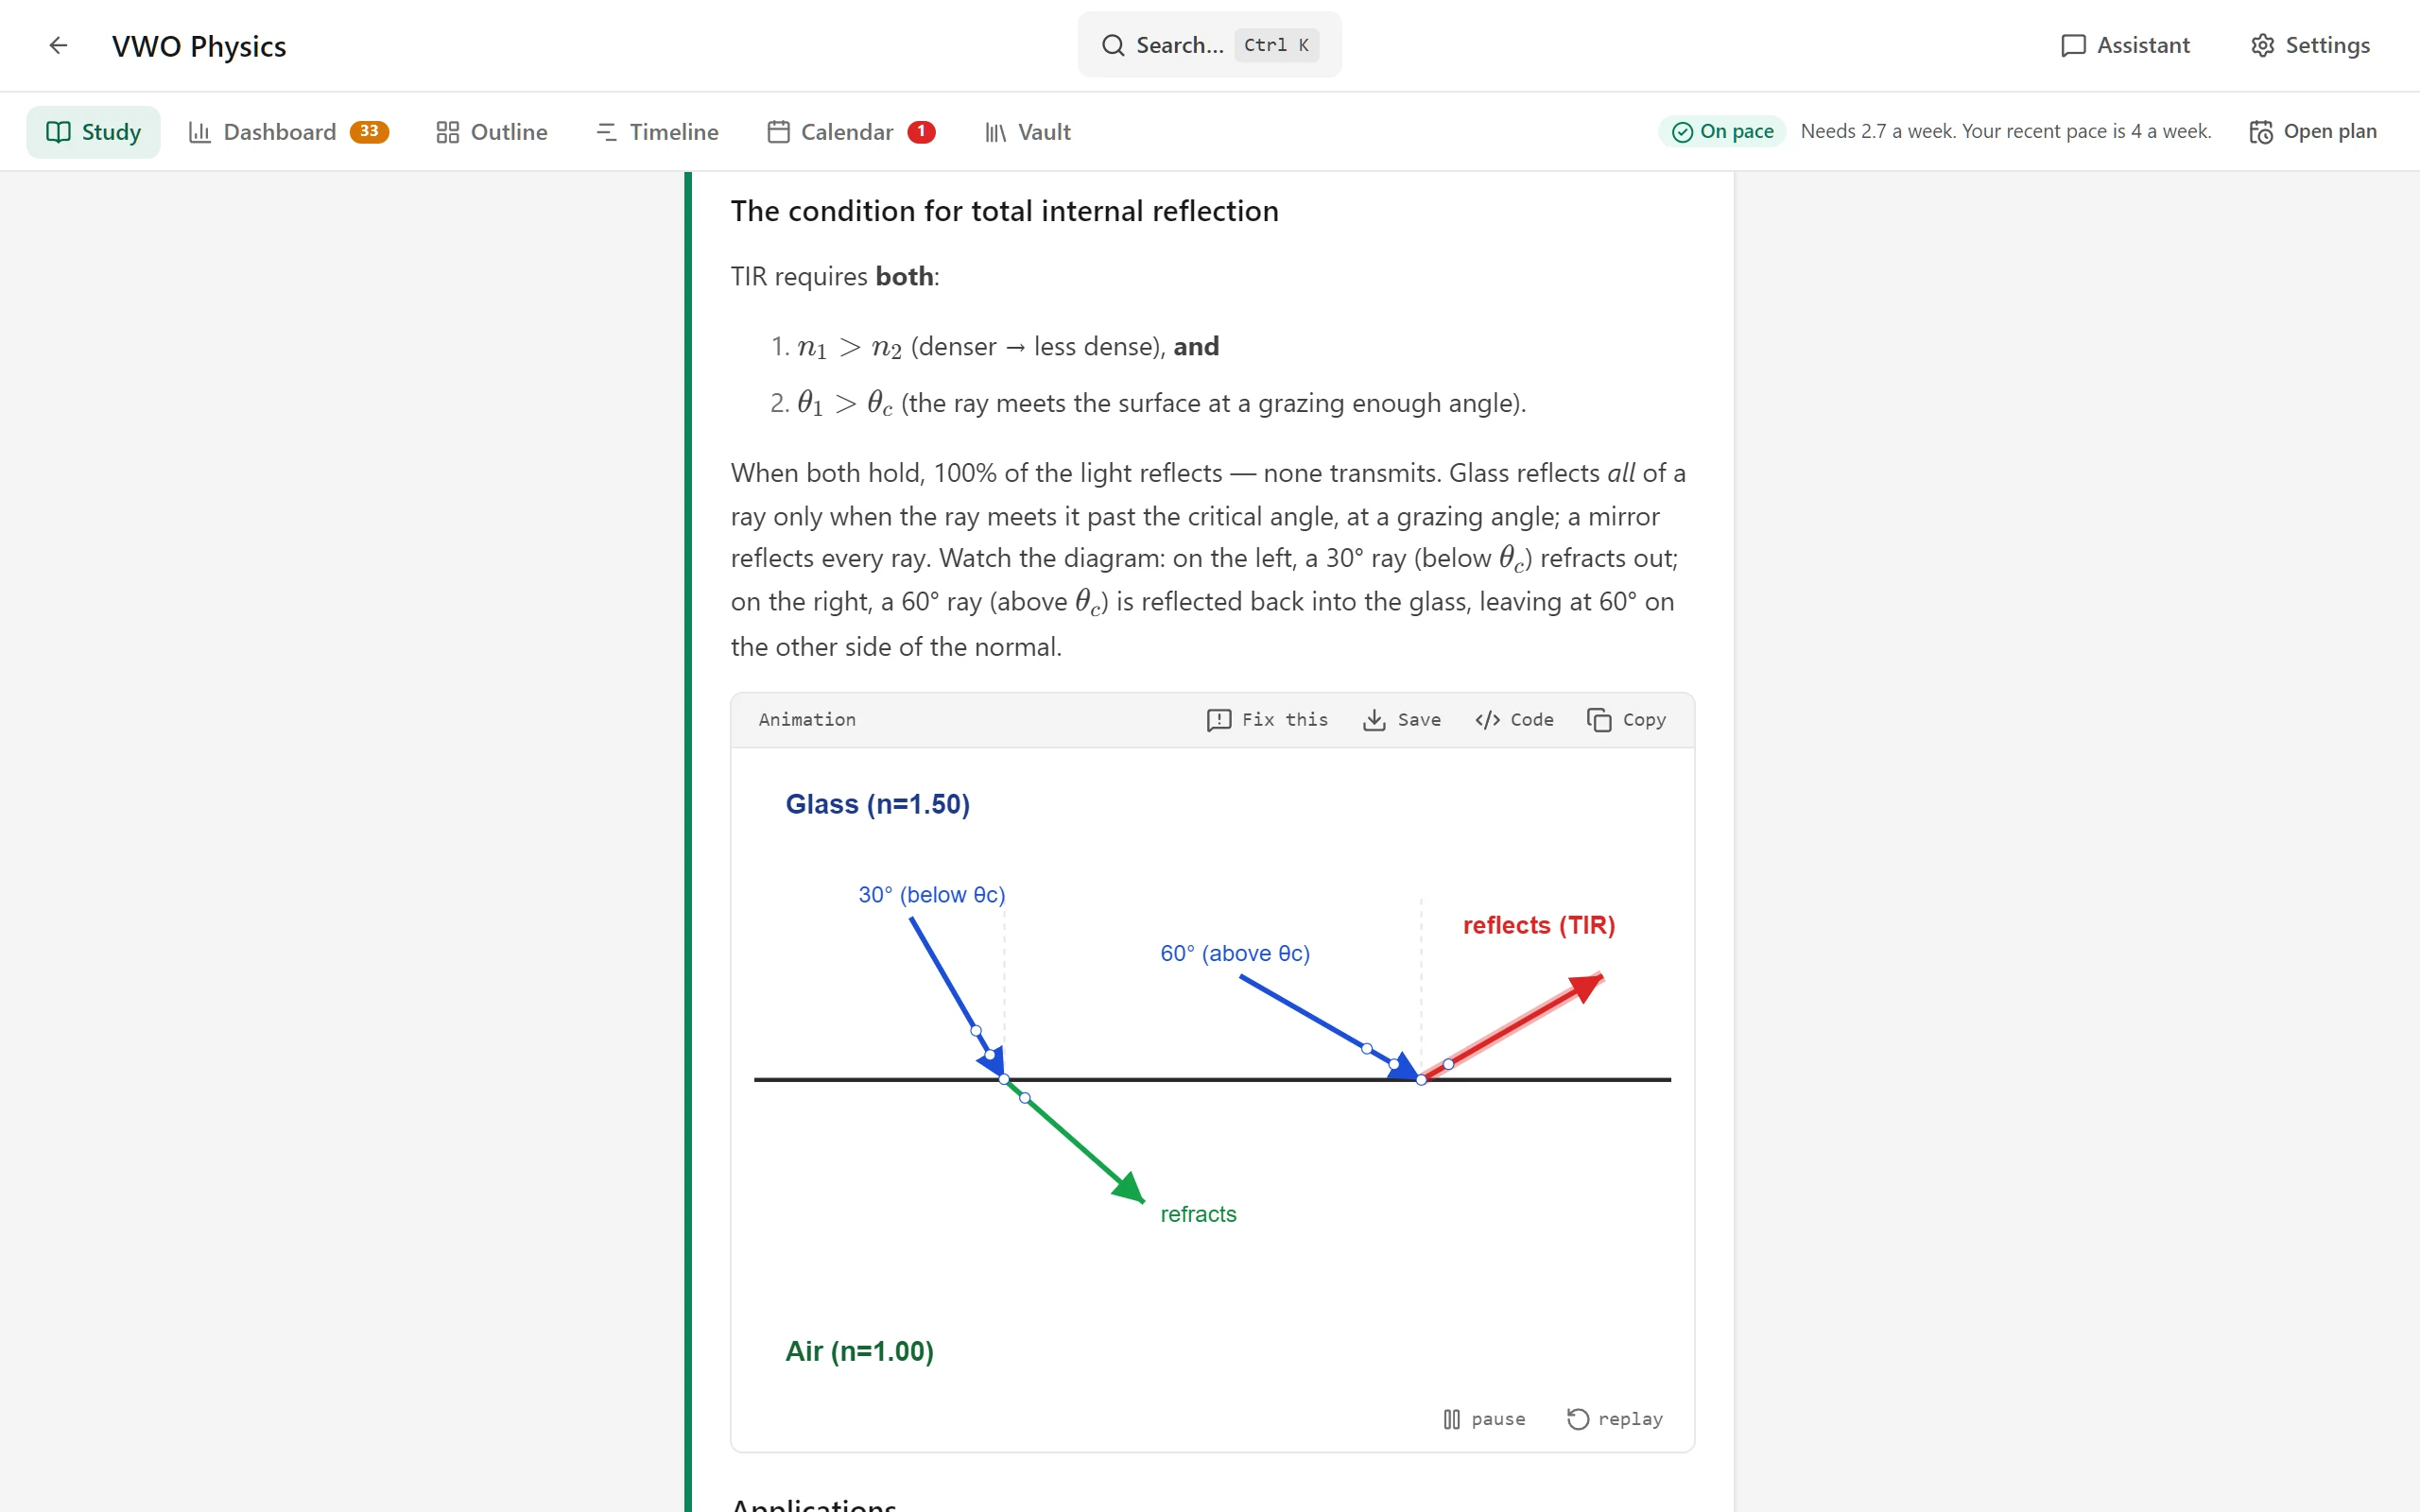 VWO Physics
Search... Ctrl K
Assistant
Settings
Study
Dashboard 33
Outline
Timeline
Calendar 1
Vault
On pace
Needs 2.7 a week. Your recent pace is 4 a week.
Open plan
The condition for total internal reflection
TIR requires both:
1. n₁ > n₂ (denser → less dense), and
2. θ₁ > θ_c (the ray meets the surface at a grazing enough angle).
When both hold, 100% of the light reflects — none transmits. Glass reflects all of a
ray only when the ray meets it past the critical angle, at a grazing angle; a mirror
reflects every ray. Watch the diagram: on the left, a 30° ray (below θ_c) refracts out;
on the right, a 60° ray (above θ_c) is reflected back into the glass, leaving at 60° on
the other side of the normal.
Animation
Fix this
Save
Code
Copy
Glass (n=1.50)
30° (below θc)
reflects (TIR)
60° (above θc)
refracts
Air (n=1.00)
pause
replay
Applications